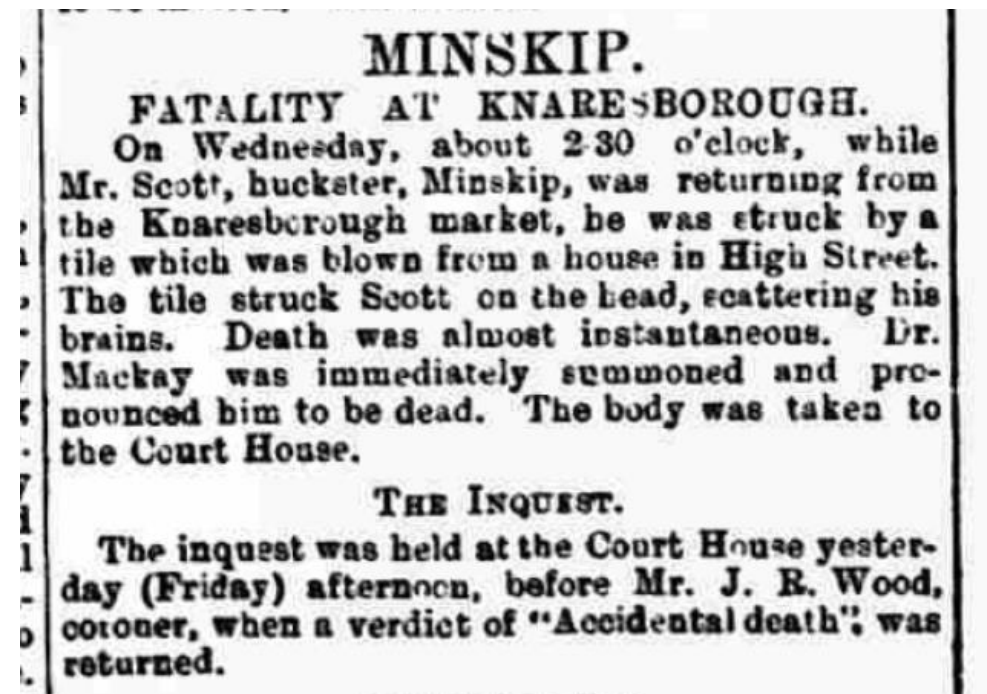 MINSKIP.
FATALITY AT KNARESBOROUGH.
On Wednesday, about 2-30 o'clock, while
Mr. Scott, huckster, Minskip, was returning from
the Knaresborough market, he was struck by a
tile which was blown from a house in High Street.
The tile struck Scott on the head, scattering his
brains. Death was almost instantaneous. Dr.
Mackay was immediately summoned and pro-
nounced him to be dead. The body was taken to
the Court House.
THE INQUEST.
The inquest was held at the Court House yester-
day (Friday) afternoon, before Mr. J. R. Wood,
coroner, when a verdict of "Accidental death", was
returned.